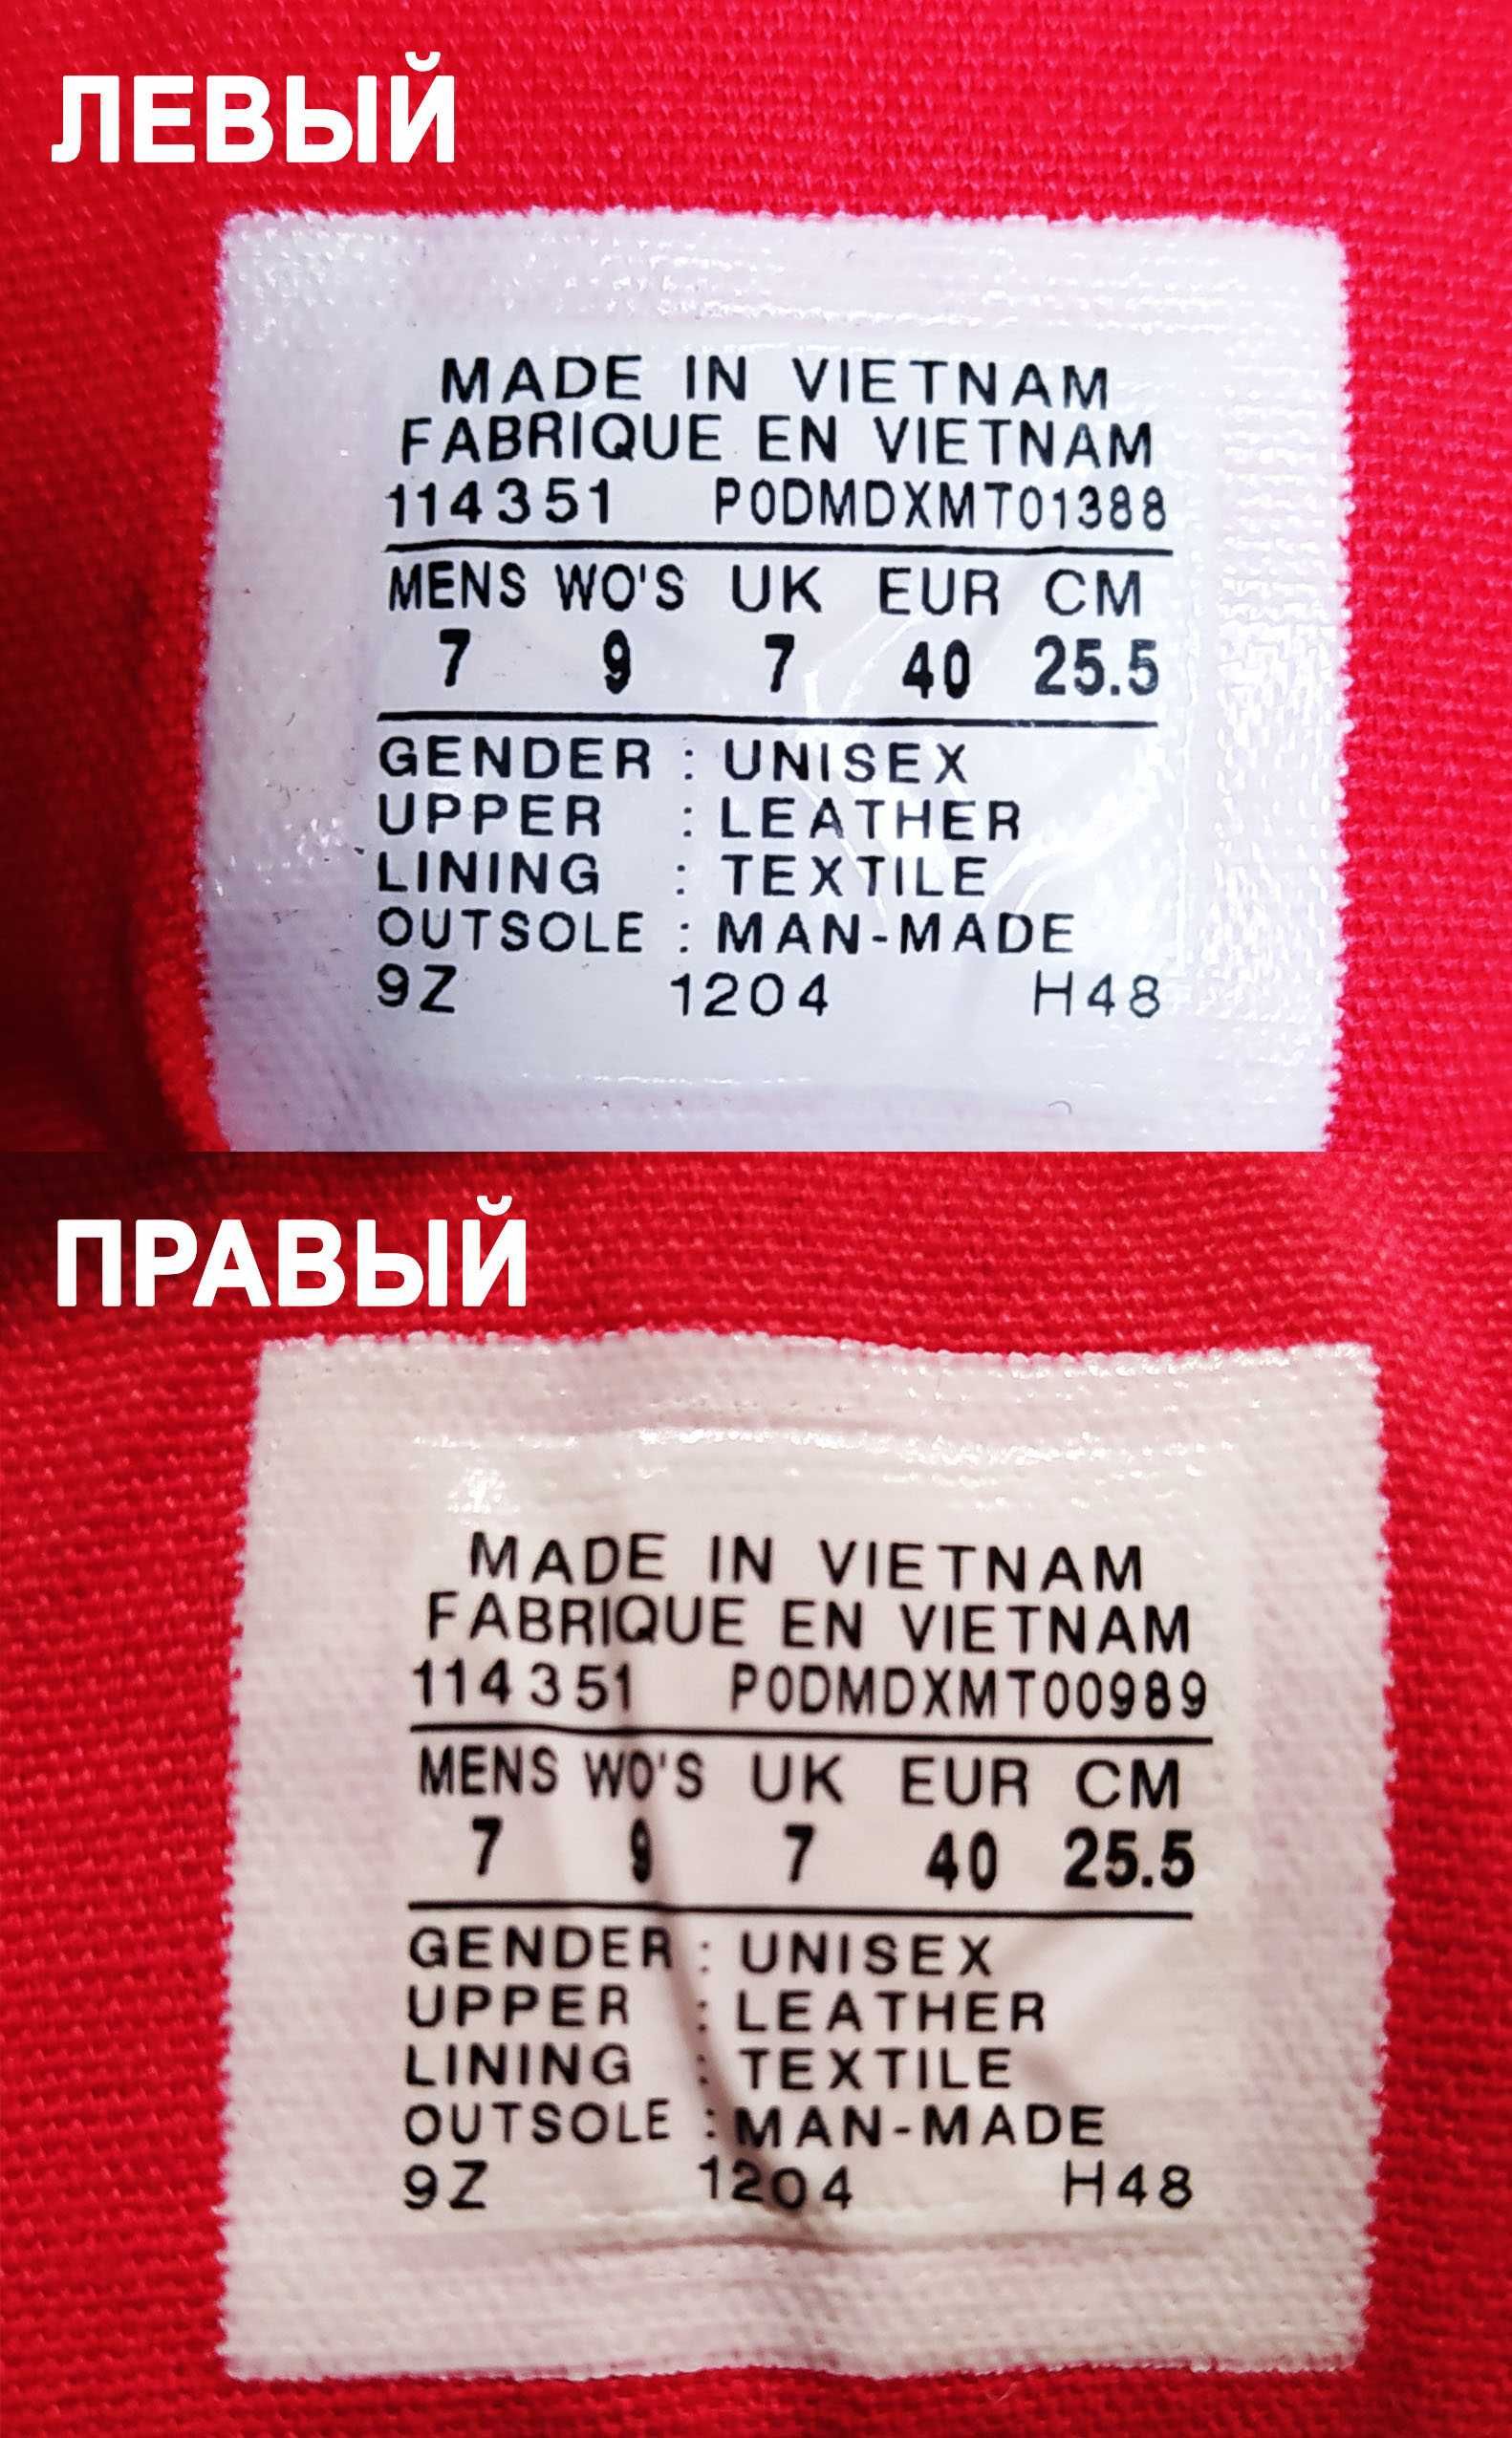 ЛЕВЫЙ
MADE IN VIETNAM
FABRIQUE EN VIETNAM
114351 P0DMDXMT01388
MENS WO'S UK EUR CM
7 9 7 40 25.5
GENDER : UNISEX
UPPER : LEATHER
LINING : TEXTILE
OUTSOLE : MAN-MADE
9Z 1204 H48
ПРАВЫЙ
MADE IN VIETNAM
FABRIQUE EN VIETNAM
114351 P0DMDXMT00989
MENS WO'S UK EUR CM
7 9 7 40 25.5
GENDER : UNISEX
UPPER : LEATHER
LINING : TEXTILE
OUTSOLE : MAN-MADE
9Z 1204 H48